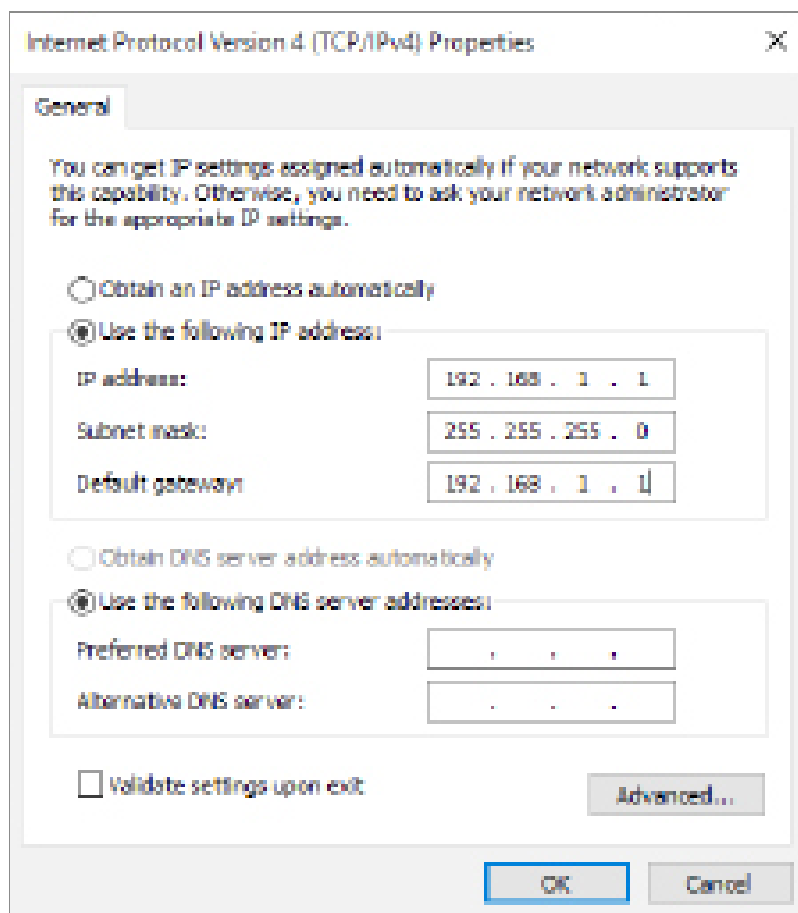 Internet Protocol Version 4 (TCP/IPv4) Properties
General
You can get IP settings assigned automatically if your network supports
this capability. Otherwise, you need to ask your network administrator
for the appropriate IP settings.
Obtain an IP address automatically
Use the following IP address:
IP address: 192 . 168 . 1 . 1
Subnet mask: 255 . 255 . 255 . 0
Default gateway: 192 . 168 . 1 . 1
Obtain DNS server address automatically
Use the following DNS server addresses:
Preferred DNS server: . . .
Alternative DNS server: . . .
Validate settings upon exit
Advanced...
OK Cancel